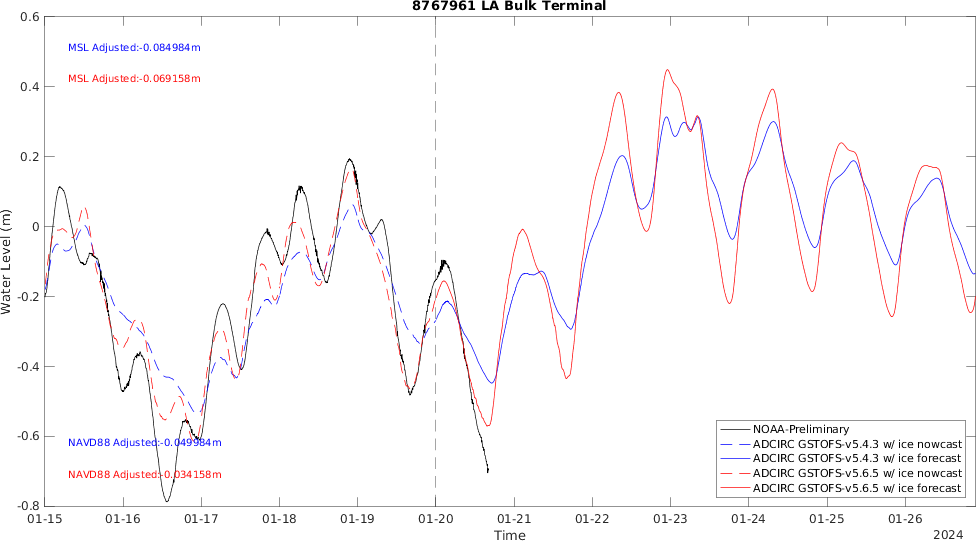 8767961 LA Bulk Terminal
0.6
MSL Adjusted:-0.084984m
MSL Adjusted:-0.069158m
0.4
0.2
0
-0.2
-0.4
-0.6
-0.8
Water Level (m)
NAVD88 Adjusted:-0.049984m
NAVD88 Adjusted:-0.034158m
NOAA-Preliminary
ADCIRC GSTOFS-v5.4.3 w/ ice nowcast
ADCIRC GSTOFS-v5.4.3 w/ ice forecast
ADCIRC GSTOFS-v5.6.5 w/ ice nowcast
ADCIRC GSTOFS-v5.6.5 w/ ice forecast
01-15 01-16 01-17 01-18 01-19 01-20 01-21 01-22 01-23 01-24 01-25 01-26
Time
2024